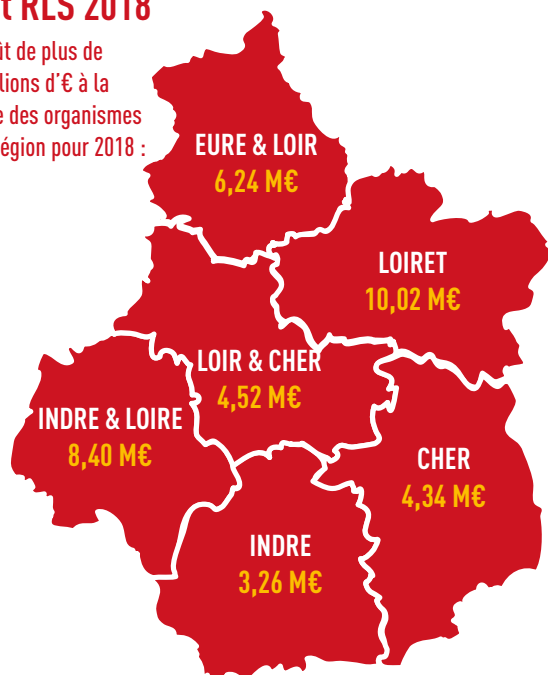 t RLS 2018
ût de plus de
lions d'€ à la
e des organismes
égion pour 2018 :
EURE & LOIR
6,24 M€
LOIRET
10,02 M€
LOIR & CHER
4,52 M€
INDRE & LOIRE
8,40 M€
CHER
4,34 M€
INDRE
3,26 M€